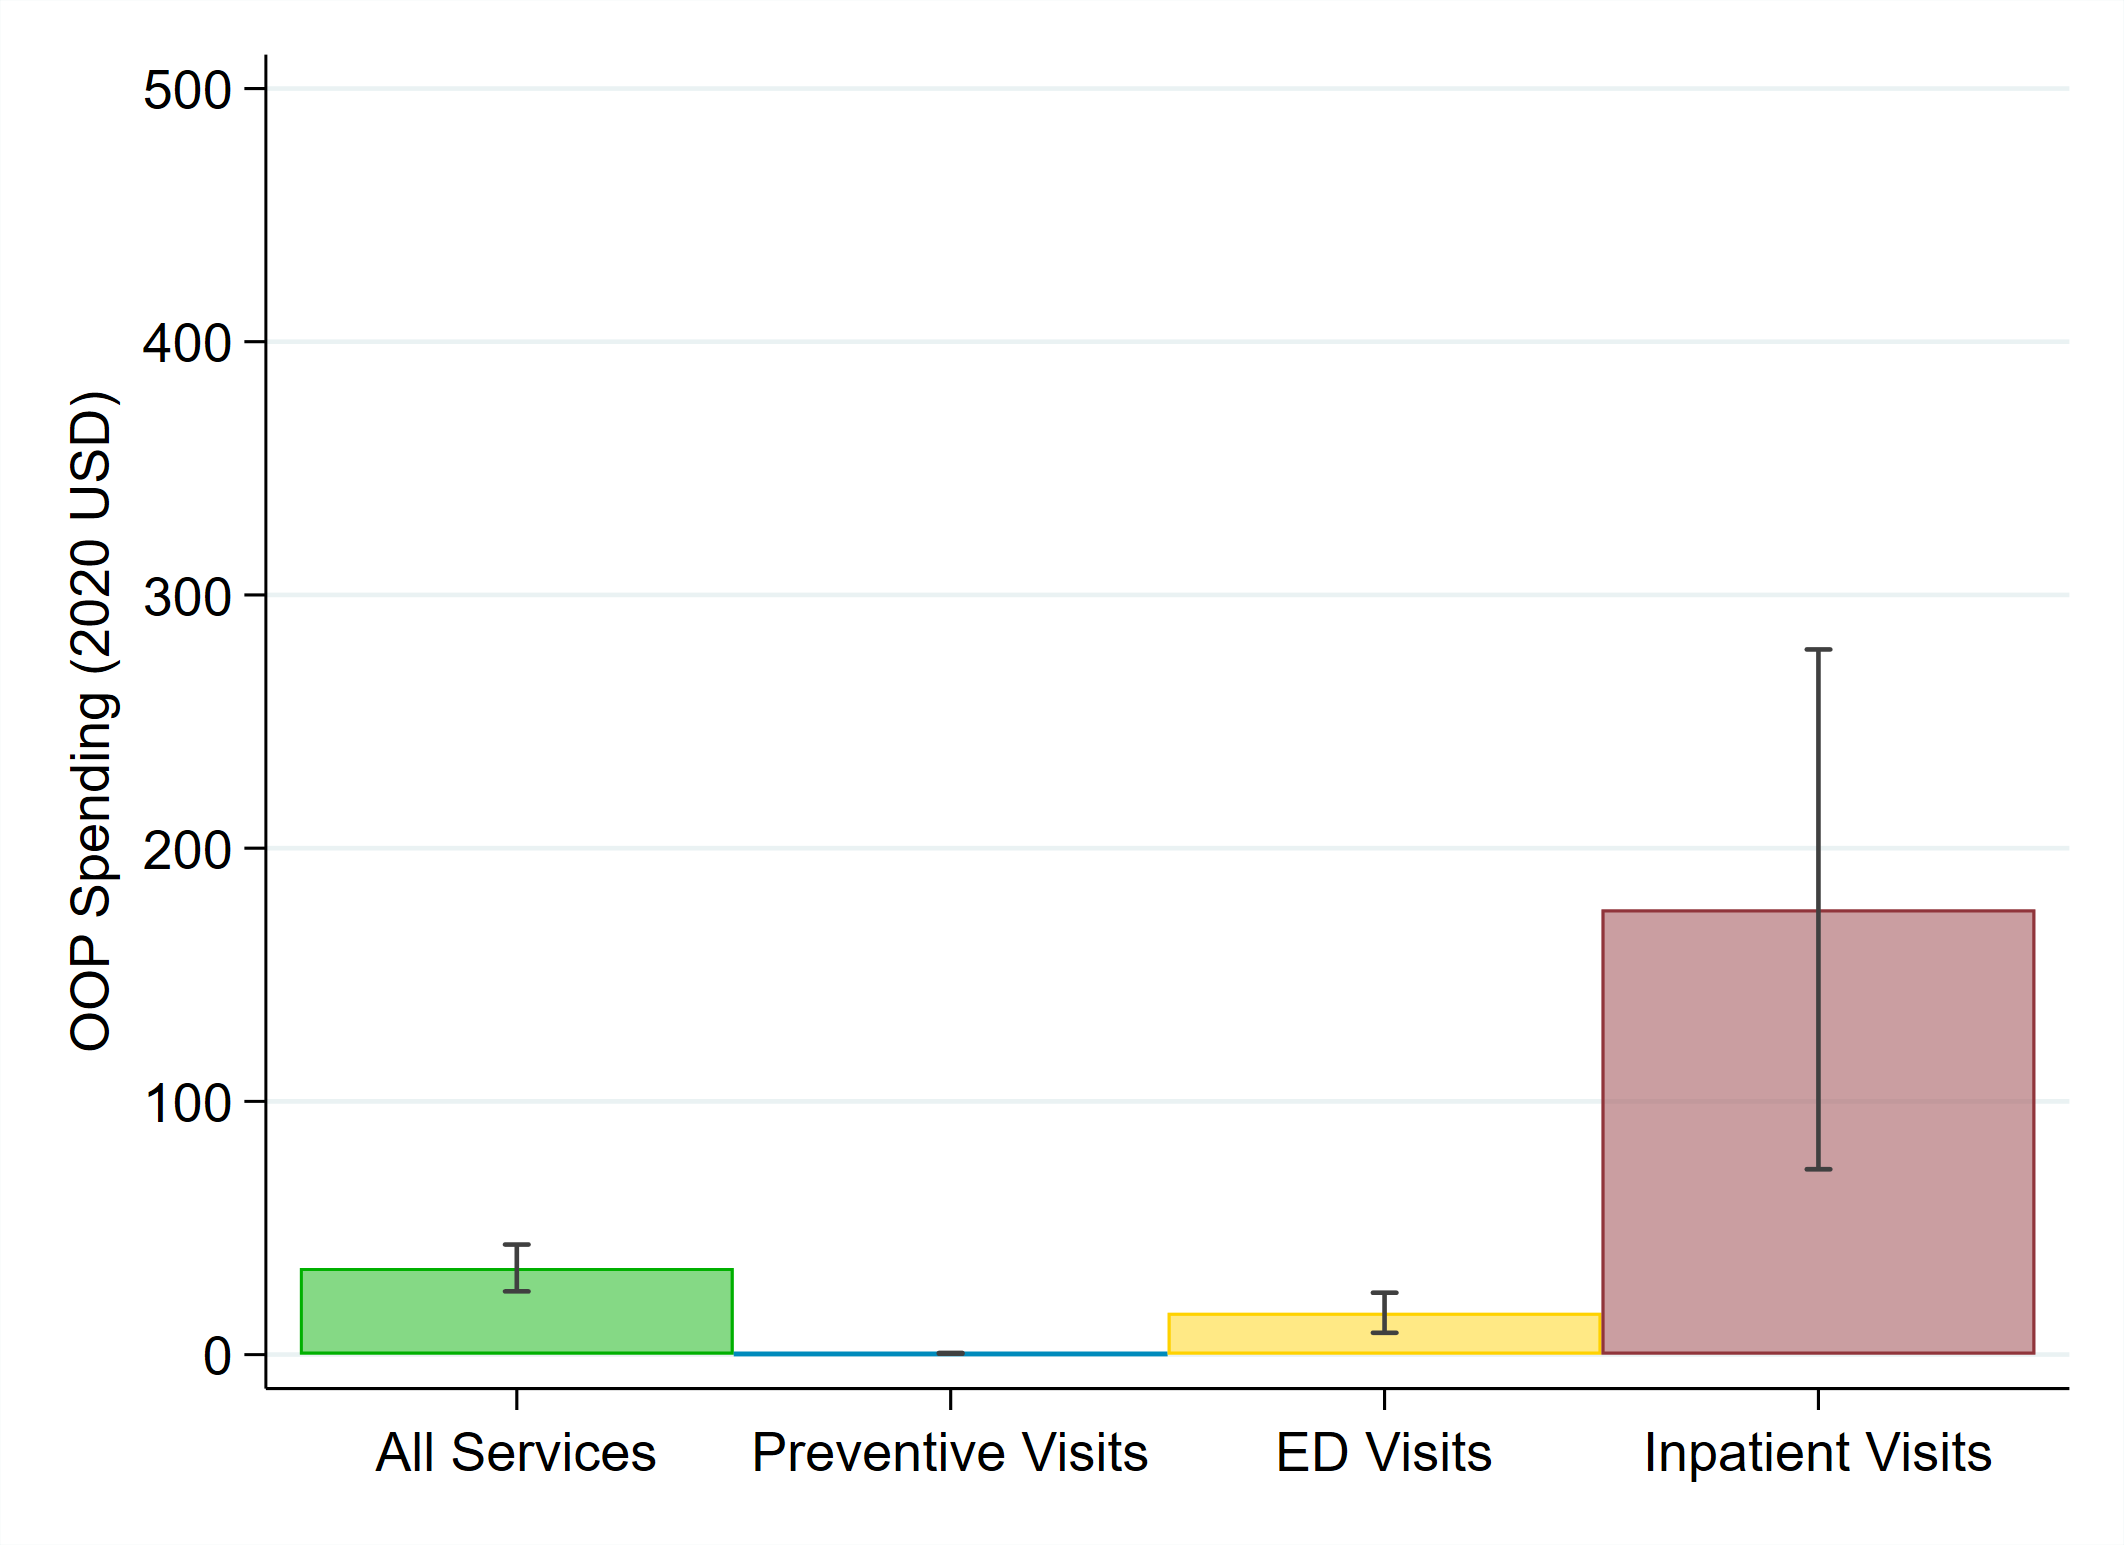 OOP Spending (2020 USD)
500
400
300
200
100
0
All Services
Preventive Visits
ED Visits
Inpatient Visits